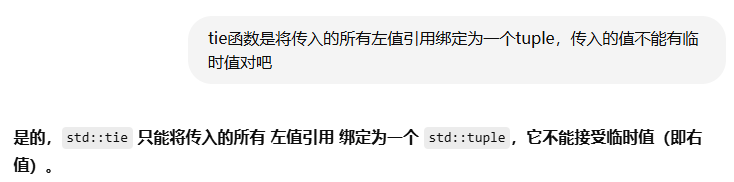 tie函数是将传入的所有左值引用绑定为一个tuple，传入的值不能有临
时值对吧
是的，std::tie 只能将传入的所有 左值引用 绑定为一个 std::tuple，它不能接受临时值（即右
值）。